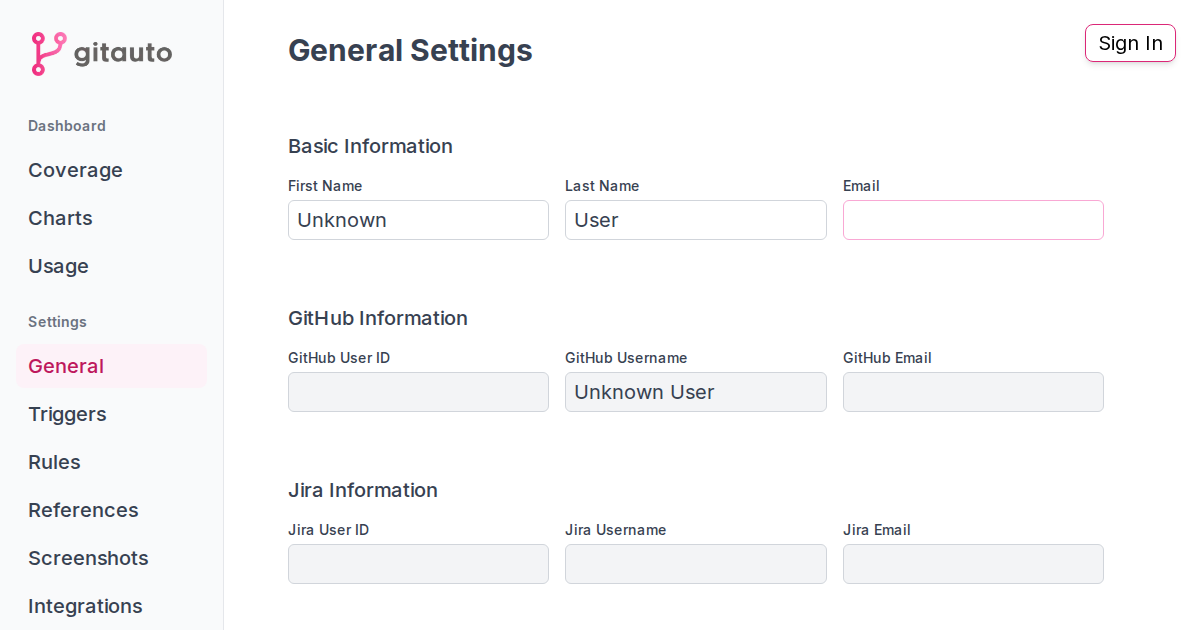 gitauto
Dashboard
Coverage
Charts
Usage
Settings
General
Triggers
Rules
References
Screenshots
Integrations
General Settings
Sign In
Basic Information
First Name
Last Name
Email
Unknown
User
GitHub Information
GitHub User ID
GitHub Username
GitHub Email
Unknown User
Jira Information
Jira User ID
Jira Username
Jira Email